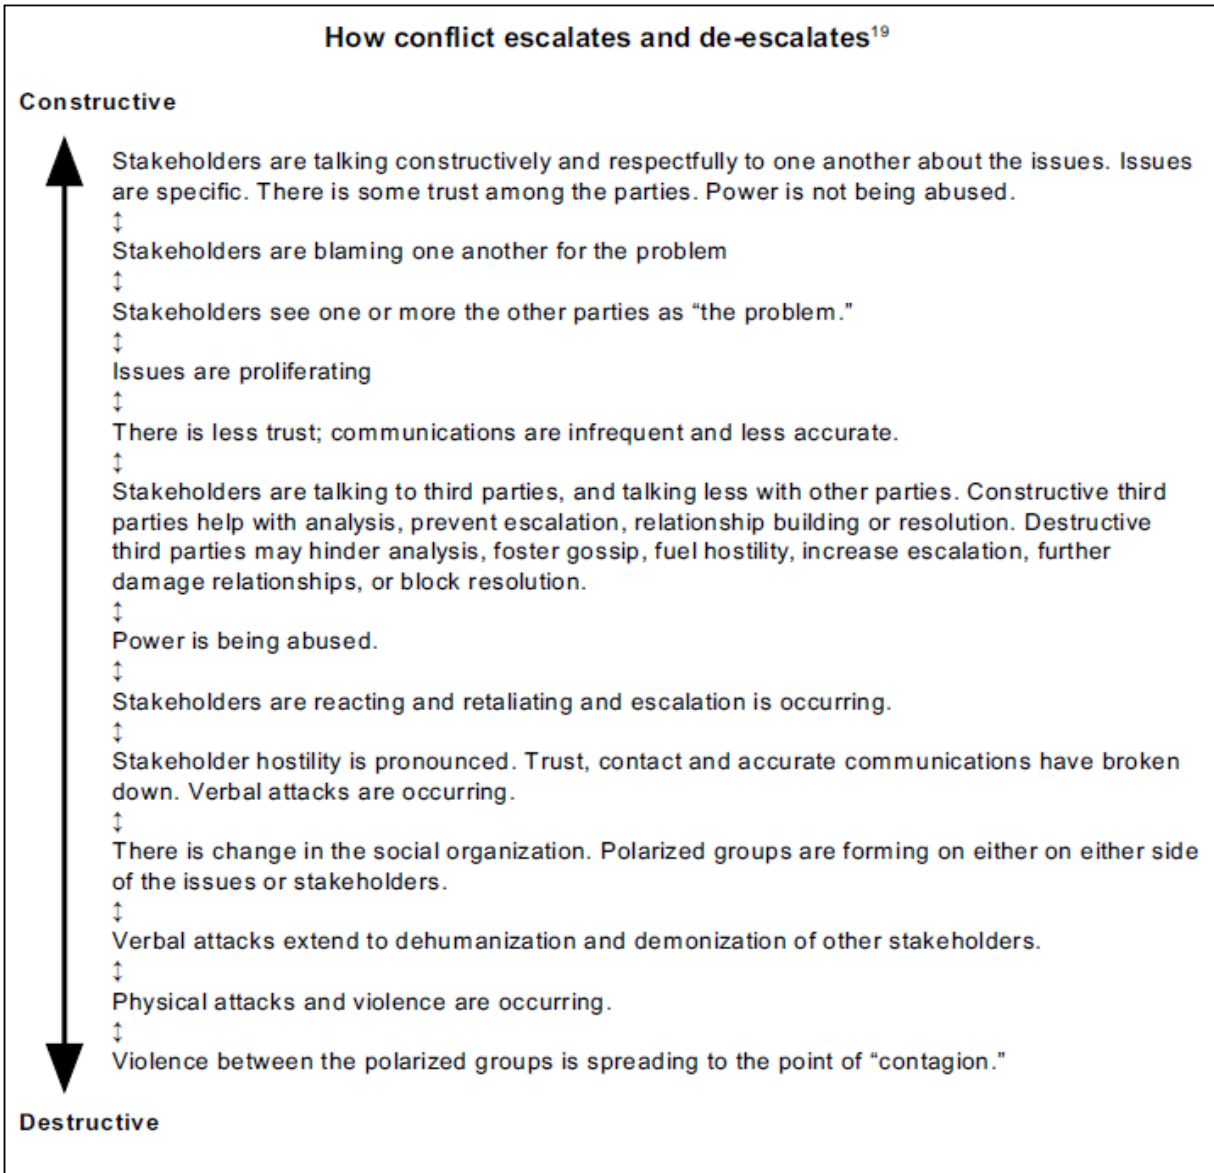 How conflict escalates and de-escalates19
Constructive
Stakeholders are talking constructively and respectfully to one another about the issues. Issues
are specific. There is some trust among the parties. Power is not being abused.
↕
Stakeholders are blaming one another for the problem
↕
Stakeholders see one or more the other parties as “the problem.”
↕
Issues are proliferating
↕
There is less trust; communications are infrequent and less accurate.
↕
Stakeholders are talking to third parties, and talking less with other parties. Constructive third
parties help with analysis, prevent escalation, relationship building or resolution. Destructive
third parties may hinder analysis, foster gossip, fuel hostility, increase escalation, further
damage relationships, or block resolution.
↕
Power is being abused.
↕
Stakeholders are reacting and retaliating and escalation is occurring.
↕
Stakeholder hostility is pronounced. Trust, contact and accurate communications have broken
down. Verbal attacks are occurring.
↕
There is change in the social organization. Polarized groups are forming on either on either side
of the issues or stakeholders.
↕
Verbal attacks extend to dehumanization and demonization of other stakeholders.
↕
Physical attacks and violence are occurring.
↕
Violence between the polarized groups is spreading to the point of “contagion.”
Destructive